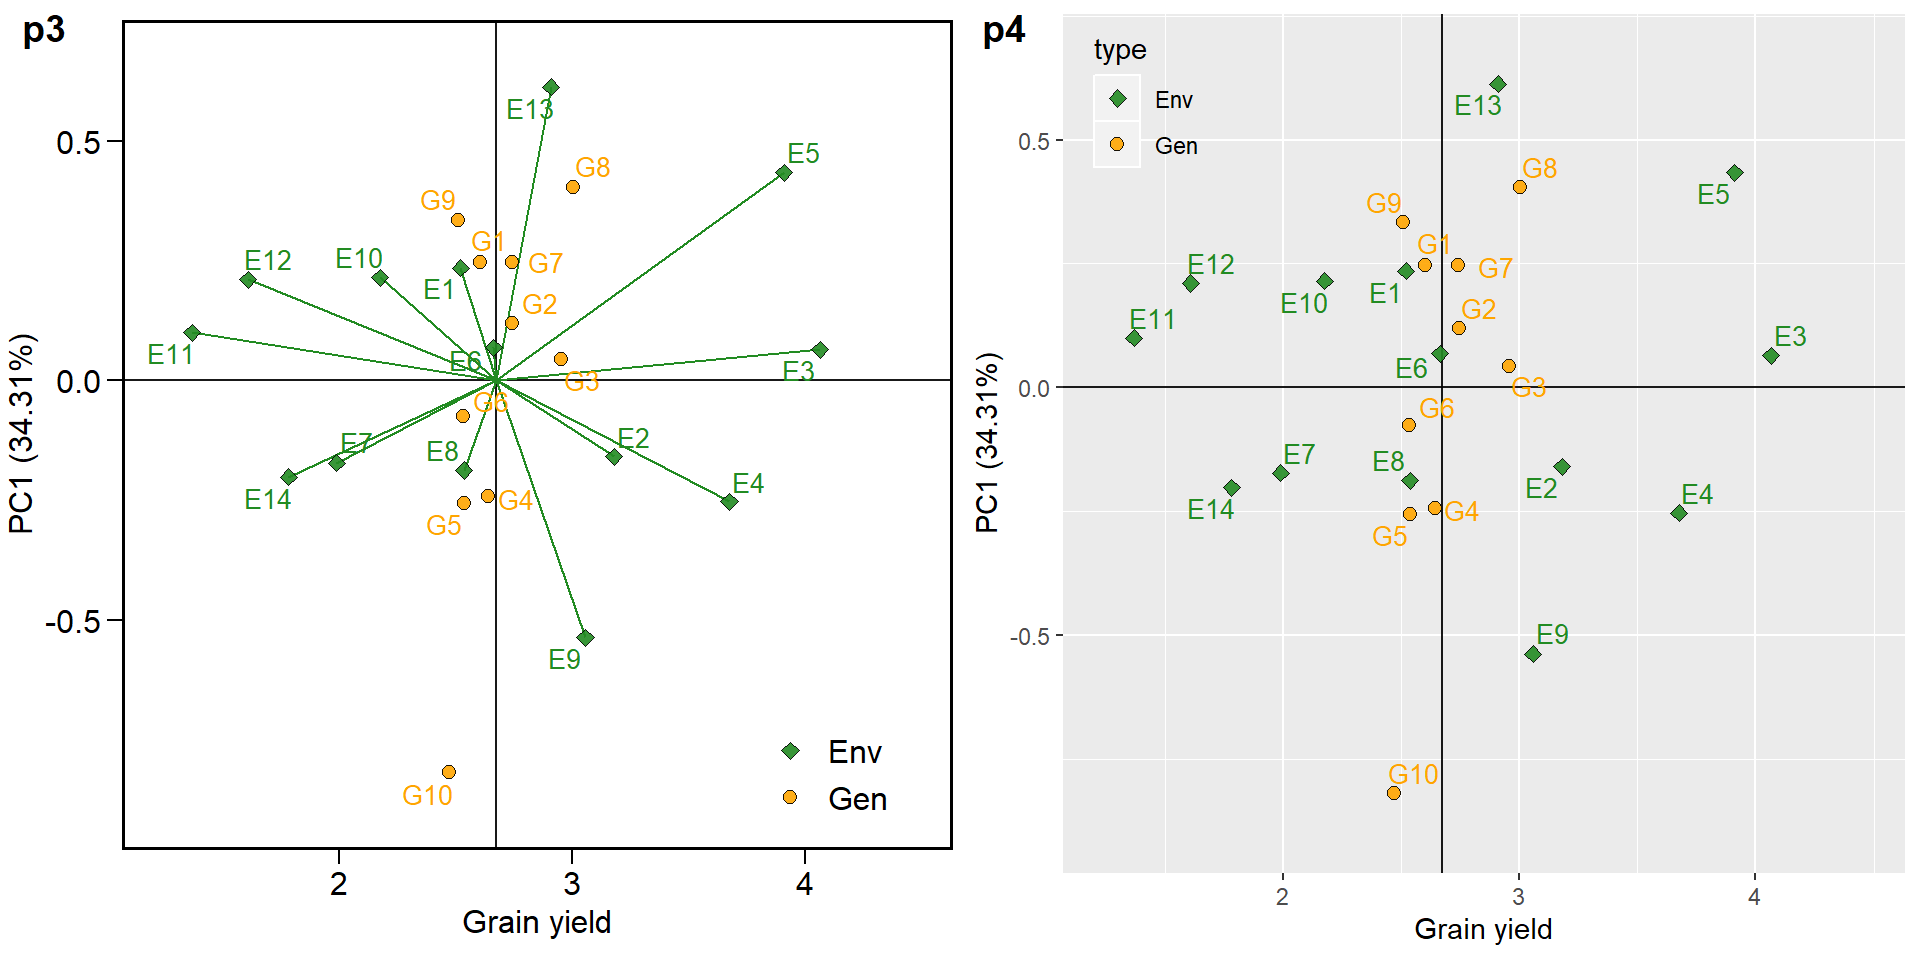 p3
E13
E5
0.5
G8
G9
G1
E12
E10
G7
E1
G2
E11
E6
E3
0.0
G3
G6
E7
E8
E2
E14
G4
E4
G5
-0.5
E9
Env
G10
Gen
2
3
4
Grain yield
PC1 (34.31%)
p4
type
Env
E13
0.5
Gen
G8
E5
G9
G1
E12
G7
E10
E1
G2
E11
E3
E6
0.0
G3
G6
E7
E8
E2
E4
E14
G4
G5
-0.5
E9
G10
2
3
4
Grain yield
PC1 (34.31%)